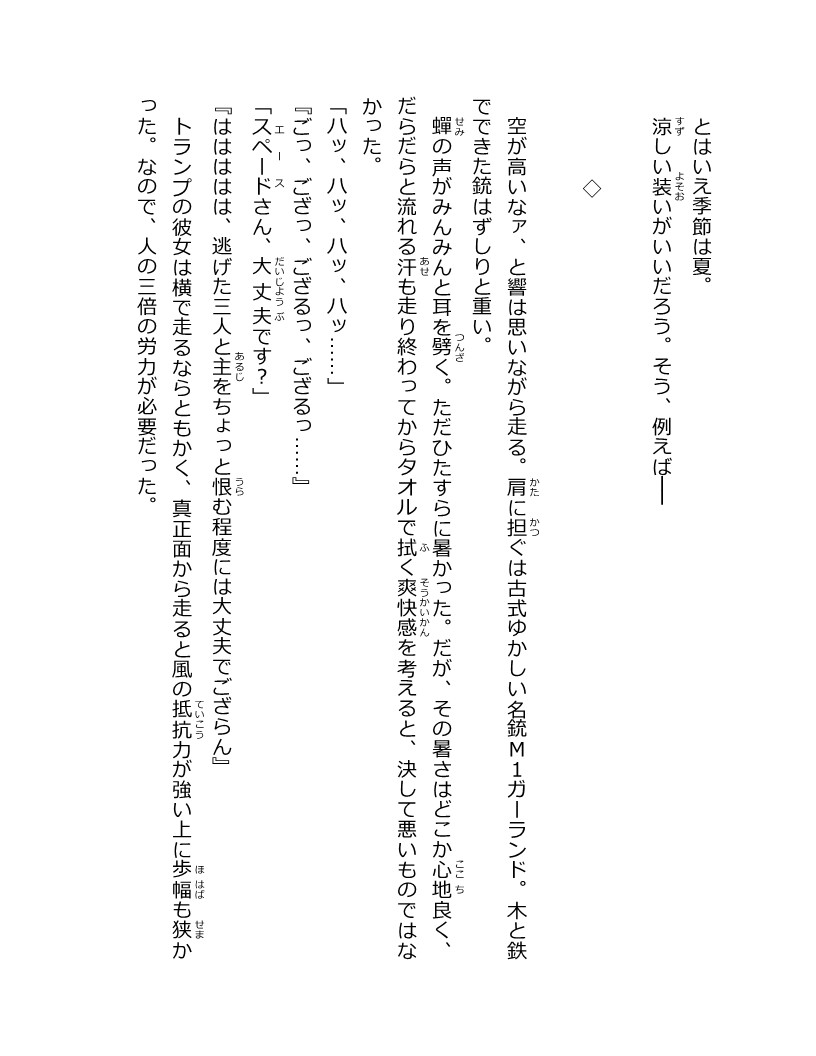 とはいえ季節は夏。
涼しい装いがいいだろう。そう、例えば――
◇
空が高いなァ、と響は思いながら走る。肩に担ぐは古式ゆかしい名銃Ｍ１ガーランド。木と鉄
でできた銃はずしりと重い。
蟬の声がみんみんと耳を劈く。ただひたすらに暑かった。だが、その暑さはどこか心地良く、
だらだらと流れる汗も走り終わってからタオルで拭く爽快感を考えると、決して悪いものではな
かった。
「ハッ、ハッ、ハッ、ハッ……」
『ごっ、ござっ、ござるっ、ござるっ……』
「スペードさん、大丈夫です？」
『はははははは、逃げた三人と主をちょっと恨む程度には大丈夫でござらん』
トランプの彼女は横で走るならともかく、真正面から走ると風の抵抗力が強い上に歩幅も狭か
った。なので、人の三倍の労力が必要だった。